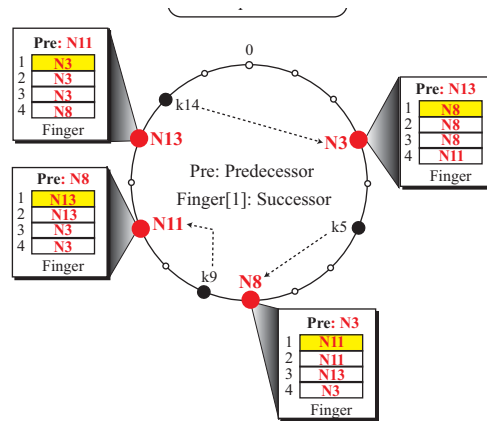 Pre: N11
1 N3
2 N3
3 N3
4 N8
Finger
0
k14
N13
N3
Pre: N13
1 N8
2 N8
3 N8
4 N11
Finger
Pre: Predecessor
Finger[1]: Successor
Pre: N8
1 N13
2 N13
3 N3
4 N3
Finger
N11
k5
k9
N8
Pre: N3
1 N11
2 N11
3 N13
4 N3
Finger